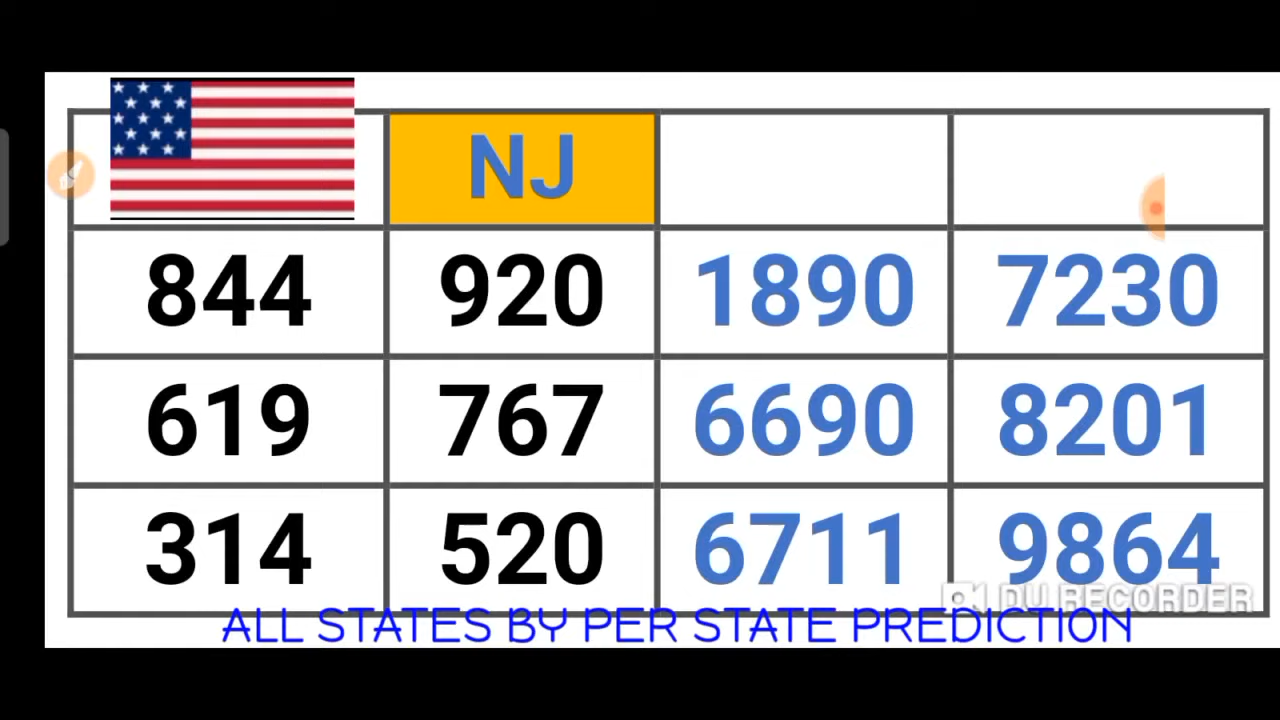 NJ
844 920 1890 7230
619 767 6690 8201
314 520 6711 9864
DU RECORDER
ALL STATES BY PER STATE PREDICTION